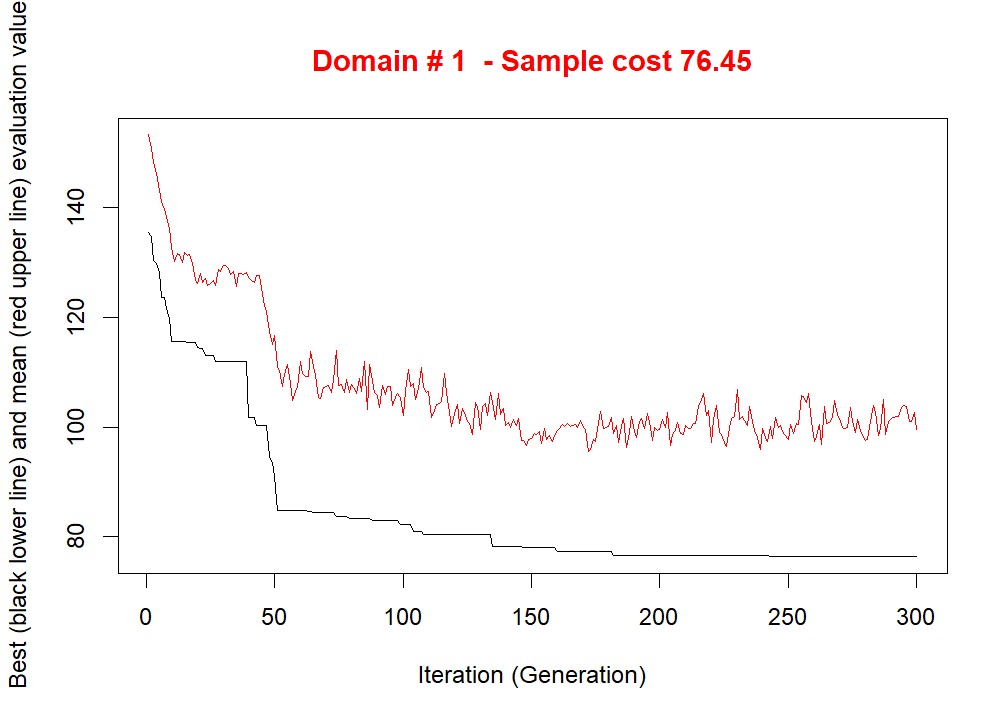 Domain # 1  - Sample cost 76.45
Best (black lower line) and mean (red upper line) evaluation value
140
120
100
80
0 50 100 150 200 250 300
Iteration (Generation)